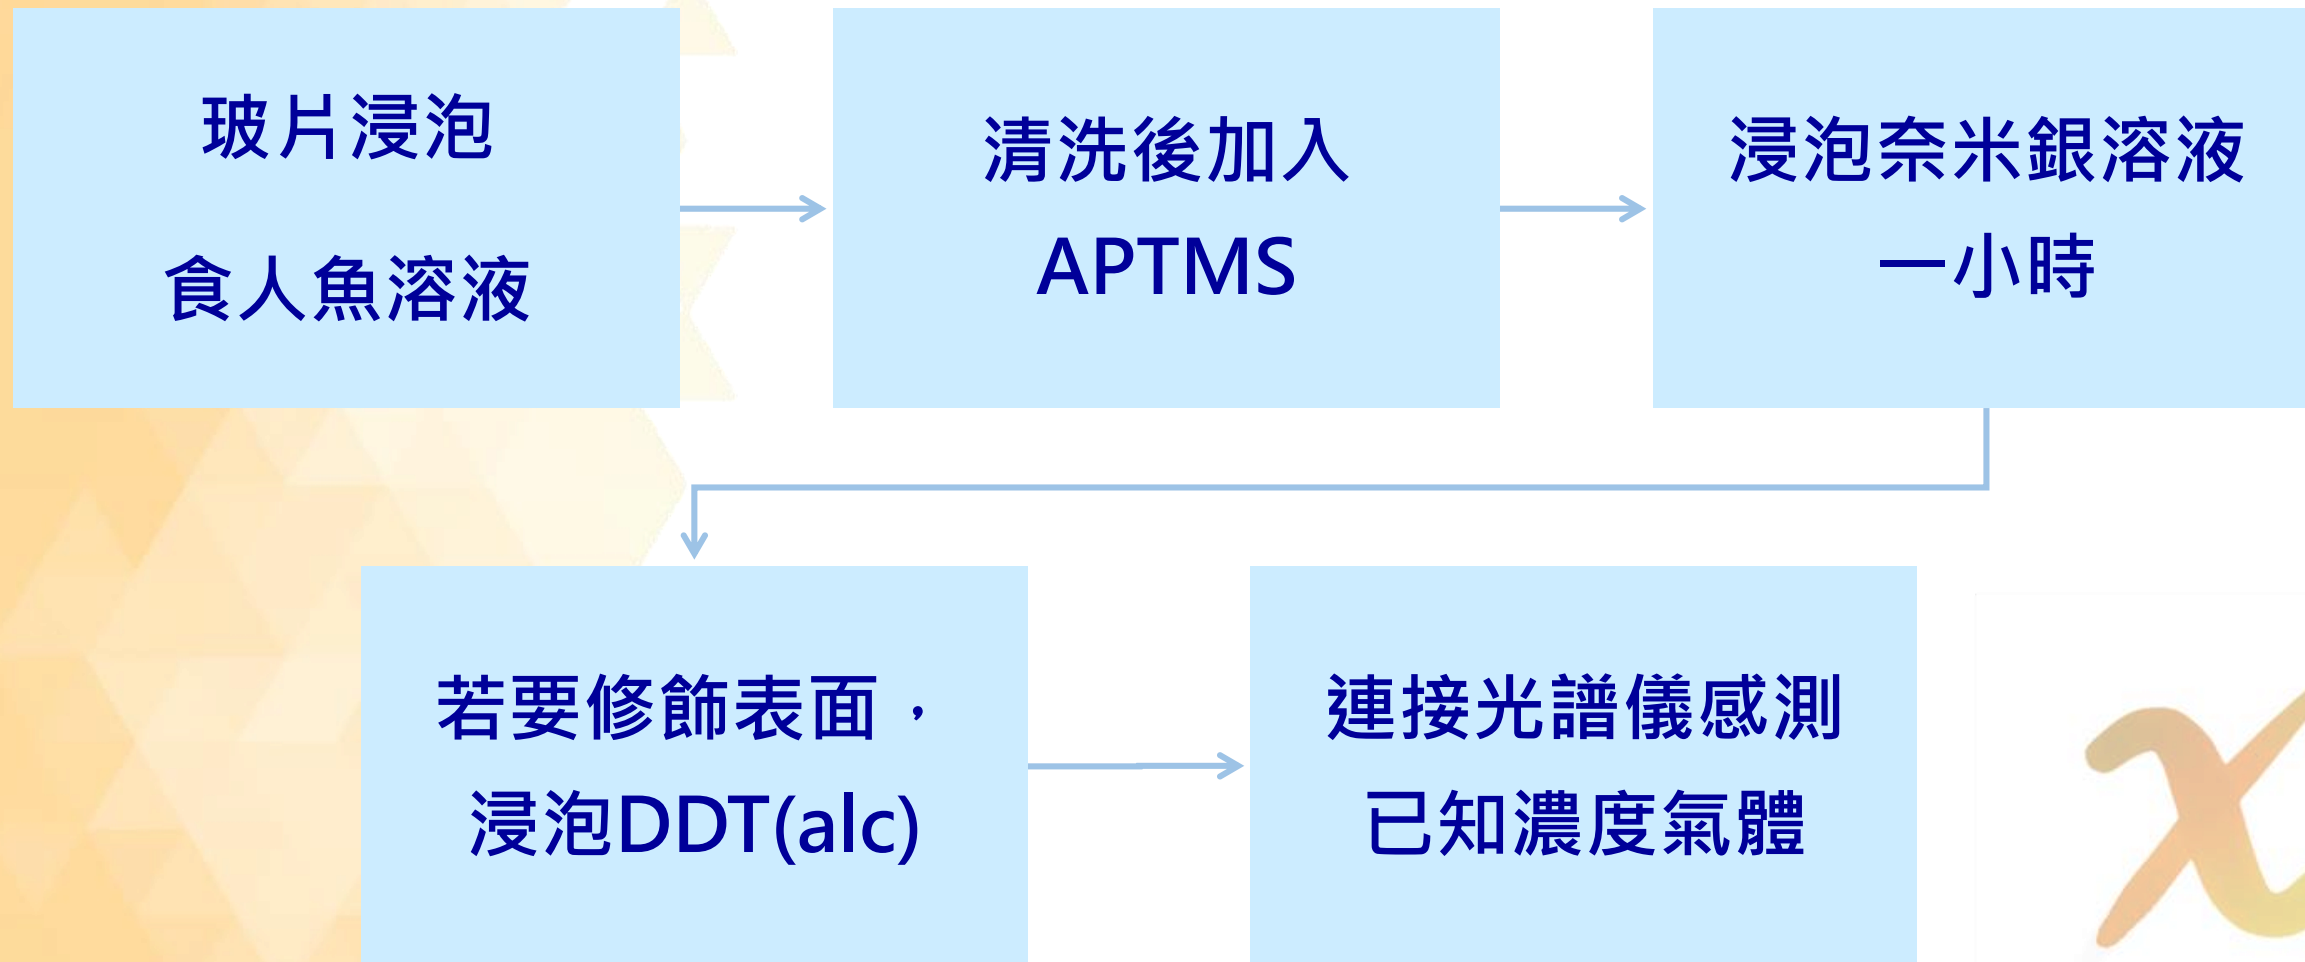 玻片浸泡
食人魚溶液
清洗後加入
APTMS
浸泡奈米銀溶液
一小時
若要修飾表面，
浸泡DDT(alc)
連接光譜儀感測
已知濃度氣體